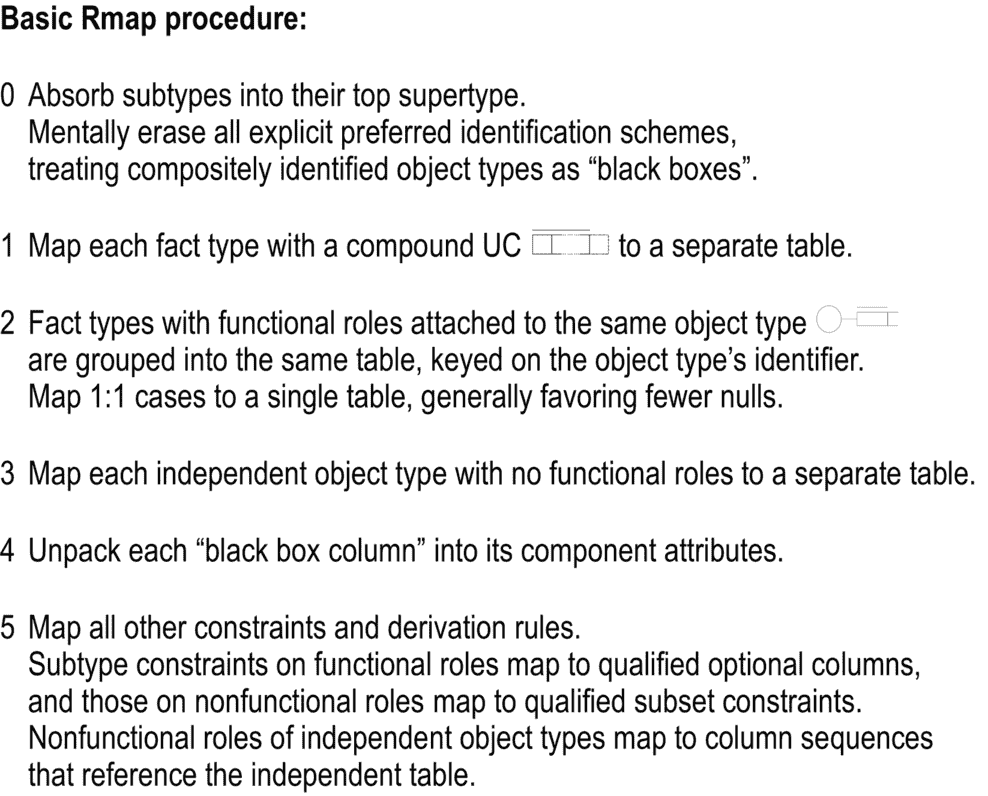 Basic Rmap procedure:
0 Absorb subtypes into their top supertype.
Mentally erase all explicit preferred identification schemes,
treating compositely identified object types as “black boxes”.
1 Map each fact type with a compound UC to a separate table.
2 Fact types with functional roles attached to the same object type
are grouped into the same table, keyed on the object type’s identifier.
Map 1:1 cases to a single table, generally favoring fewer nulls.
3 Map each independent object type with no functional roles to a separate table.
4 Unpack each “black box column” into its component attributes.
5 Map all other constraints and derivation rules.
Subtype constraints on functional roles map to qualified optional columns,
and those on nonfunctional roles map to qualified subset constraints.
Nonfunctional roles of independent object types map to column sequences
that reference the independent table.